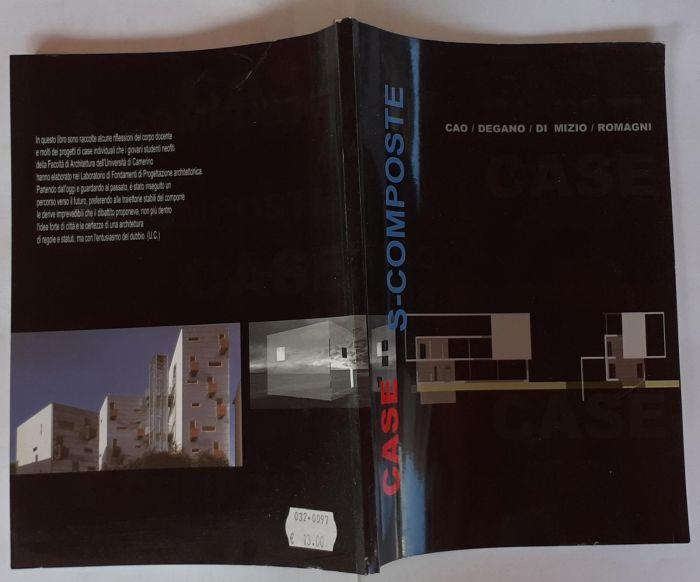 In questo libro sono raccolte alcune riflessioni del corpo docente
e molti dei progetti di case individuali che i giovani studenti neofiti
della Facoltà di Architettura dell'Università di Camerino
hanno elaborato nel Laboratorio di Fondamenti di Progettazione architettonica.
Partendo dall'oggi e guardando al passato, è stato inseguito un
percorso verso il futuro, preferendo alle traiettorie stabili del comporre
le derive imprevedibili che il dibattito proponeva, non più dentro
l'idea forte di città e le certezze di una architettura
di regole e statuti, ma con l'entusiasmo del dubbio. (U.C.)
032-0097
€ 13.00
CASE S-COMPOSTE
CAO / DEGANO / DI MIZIO / ROMAGNI
CASE
CASE
CASE